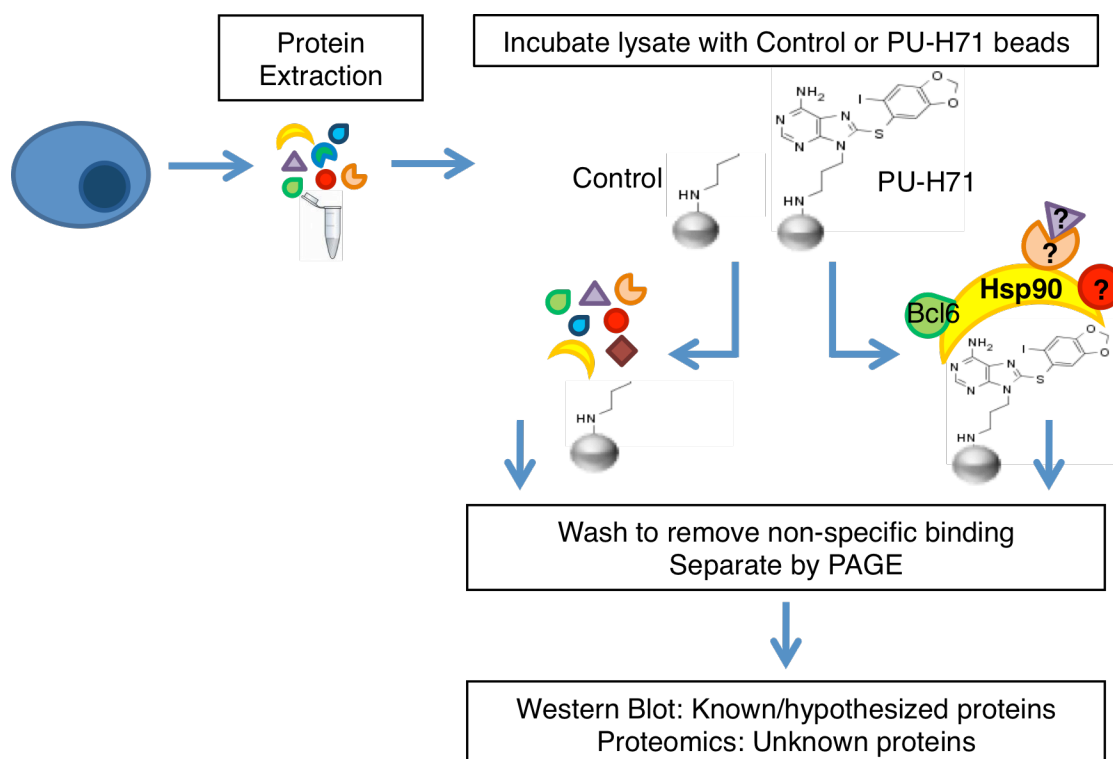 Protein
Extraction
Incubate lysate with Control or PU-H71 beads
NH2
N
N
N
N
S
I
O
O
HN
Control
HN
PU-H71
?
?
?
Hsp90
Bcl6
NH2
N
N
N
N
S
I
O
O
HN
HN
Wash to remove non-specific binding
Separate by PAGE
Western Blot: Known/hypothesized proteins
Proteomics: Unknown proteins